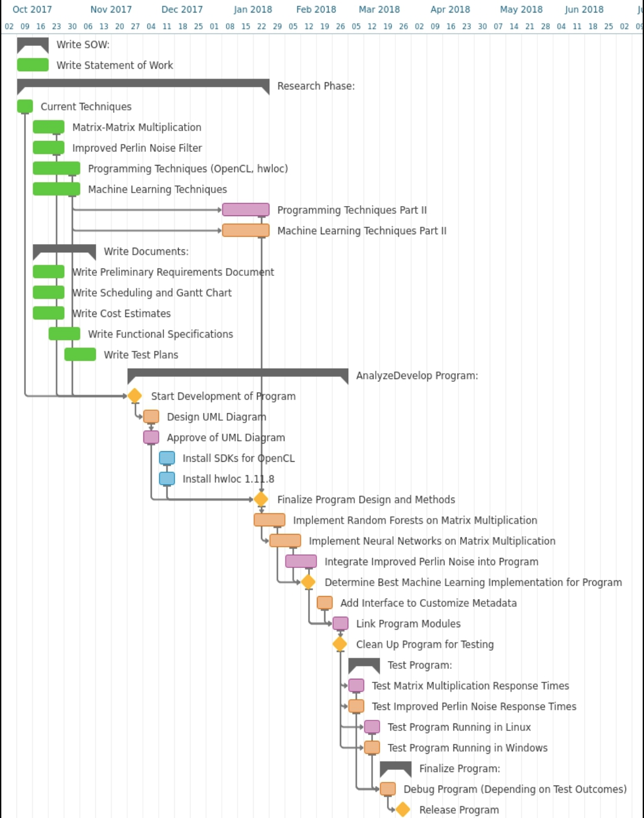 Oct 2017 Nov 2017 Dec 2017 Jan 2018 Feb 2018 Mar 2018 Apr 2018 May 2018 Jun 2018
02 09 16 23 30 06 13 20 27 04 11 18 25 01 08 15 22 29 05 12 19 26 05 12 19 26 02 09 16 23 30 07 14 21 28 04 11 18 25 02 09
Write SOW:
Write Statement of Work
Research Phase:
Current Techniques
Matrix-Matrix Multiplication
Improved Perlin Noise Filter
Programming Techniques (OpenCL, hwloc)
Machine Learning Techniques
Programming Techniques Part II
Machine Learning Techniques Part II
Write Documents:
Write Preliminary Requirements Document
Write Scheduling and Gantt Chart
Write Cost Estimates
Write Functional Specifications
Write Test Plans
AnalyzeDevelop Program:
Start Development of Program
Design UML Diagram
Approve of UML Diagram
Install SDKs for OpenCL
Install hwloc 1.11.8
Finalize Program Design and Methods
Implement Random Forests on Matrix Multiplication
Implement Neural Networks on Matrix Multiplication
Integrate Improved Perlin Noise into Program
Determine Best Machine Learning Implementation for Program
Add Interface to Customize Metadata
Link Program Modules
Clean Up Program for Testing
Test Program:
Test Matrix Multiplication Response Times
Test Improved Perlin Noise Response Times
Test Program Running in Linux
Test Program Running in Windows
Finalize Program:
Debug Program (Depending on Test Outcomes)
Release Program